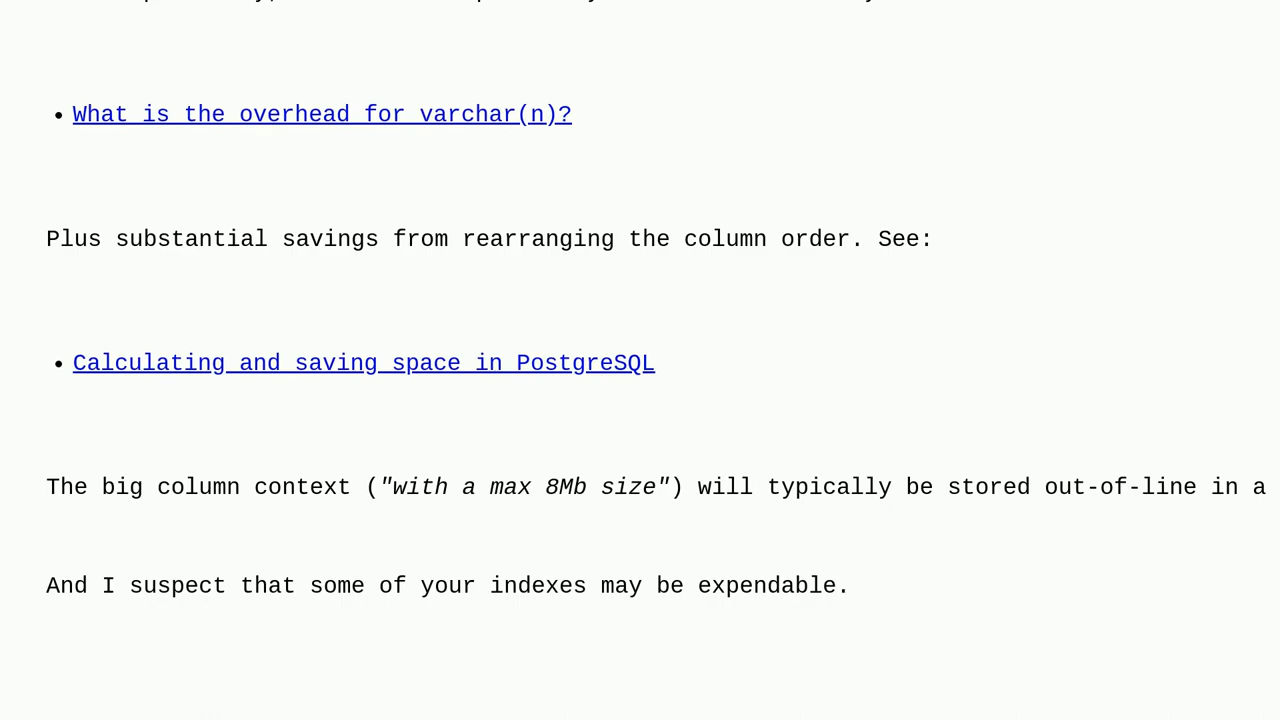 • What is the overhead for varchar(n)?
Plus substantial savings from rearranging the column order. See:
• Calculating and saving space in PostgreSQL
The big column context ("with a max 8Mb size") will typically be stored out-of-line in a
And I suspect that some of your indexes may be expendable.